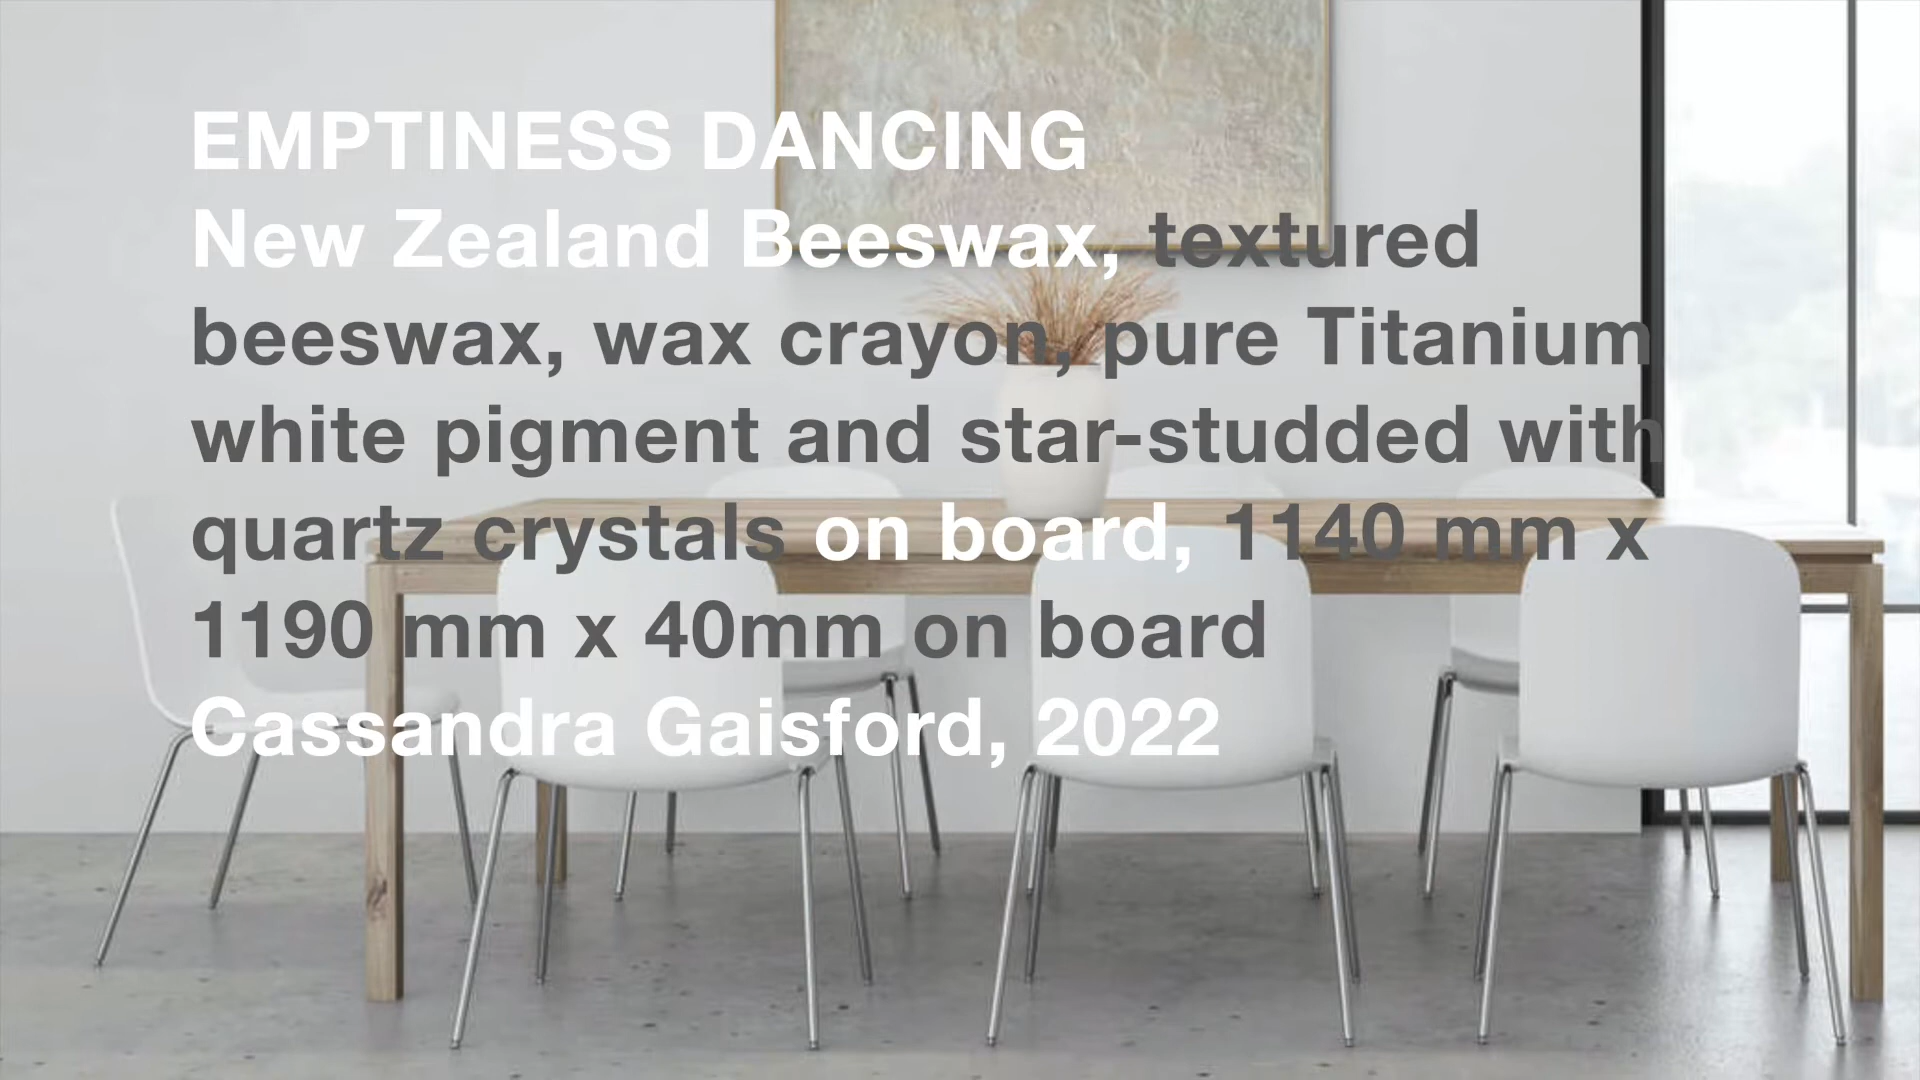 EMPTINESS DANCING
New Zealand Beeswax, textured
beeswax, wax crayon, pure Titanium
white pigment and star-studded with
quartz crystals on board, 1140 mm x
1190 mm x 40mm on board
Cassandra Gaisford, 2022